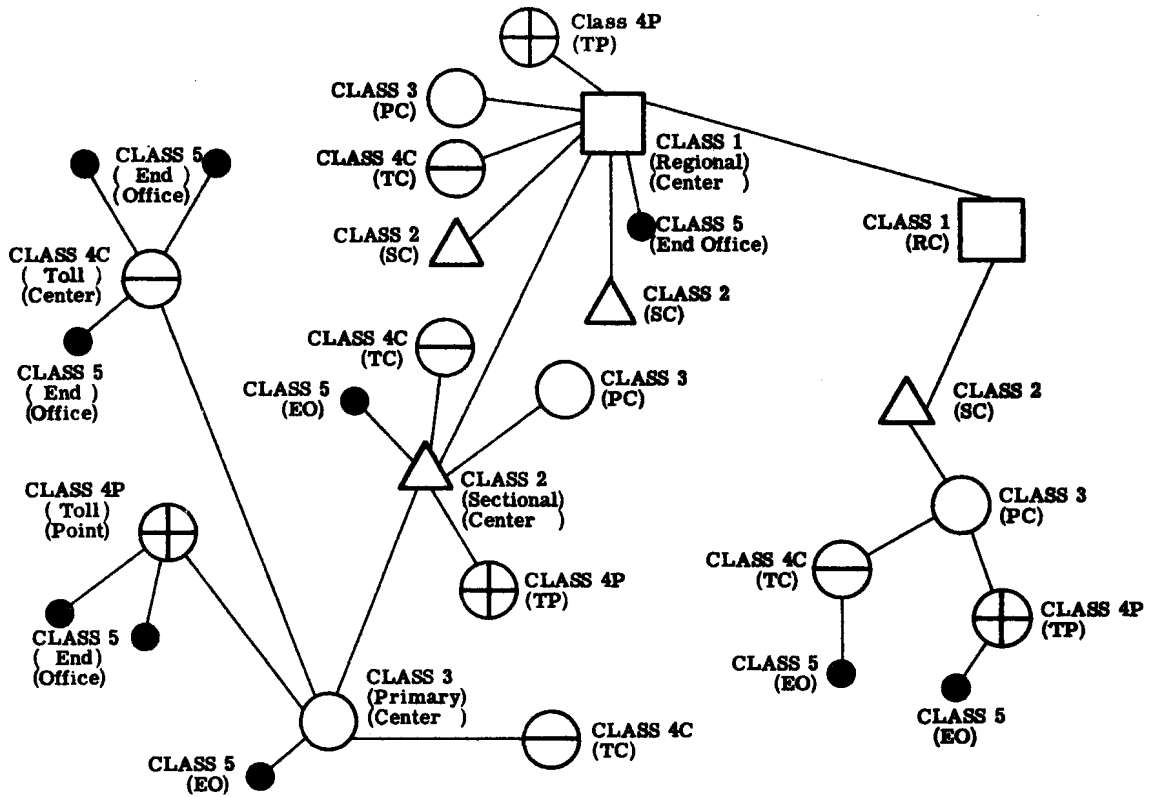 Class 4P
(TP)
CLASS 3
(PC)
CLASS 4C
(TC)
CLASS 2
(SC)
CLASS 1
(Regional)
(Center )
CLASS 5
(End Office)
CLASS 2
(SC)
CLASS 1
(RC)
CLASS 5
( End )
(Office)
CLASS 4C
( Toll )
(Center)
CLASS 5
( End )
(Office)
CLASS 4C
(TC)
CLASS 5
(EO)
CLASS 3
(PC)
CLASS 2
(Sectional)
(Center )
CLASS 4P
(TP)
CLASS 4P
( Toll )
(Point)
CLASS 5
( End )
(Office)
CLASS 3
(Primary)
(Center )
CLASS 4C
(TC)
CLASS 5
(EO)
CLASS 2
(SC)
CLASS 3
(PC)
CLASS 4C
(TC)
CLASS 4P
(TP)
CLASS 5
(EO)
CLASS 5
(EO)